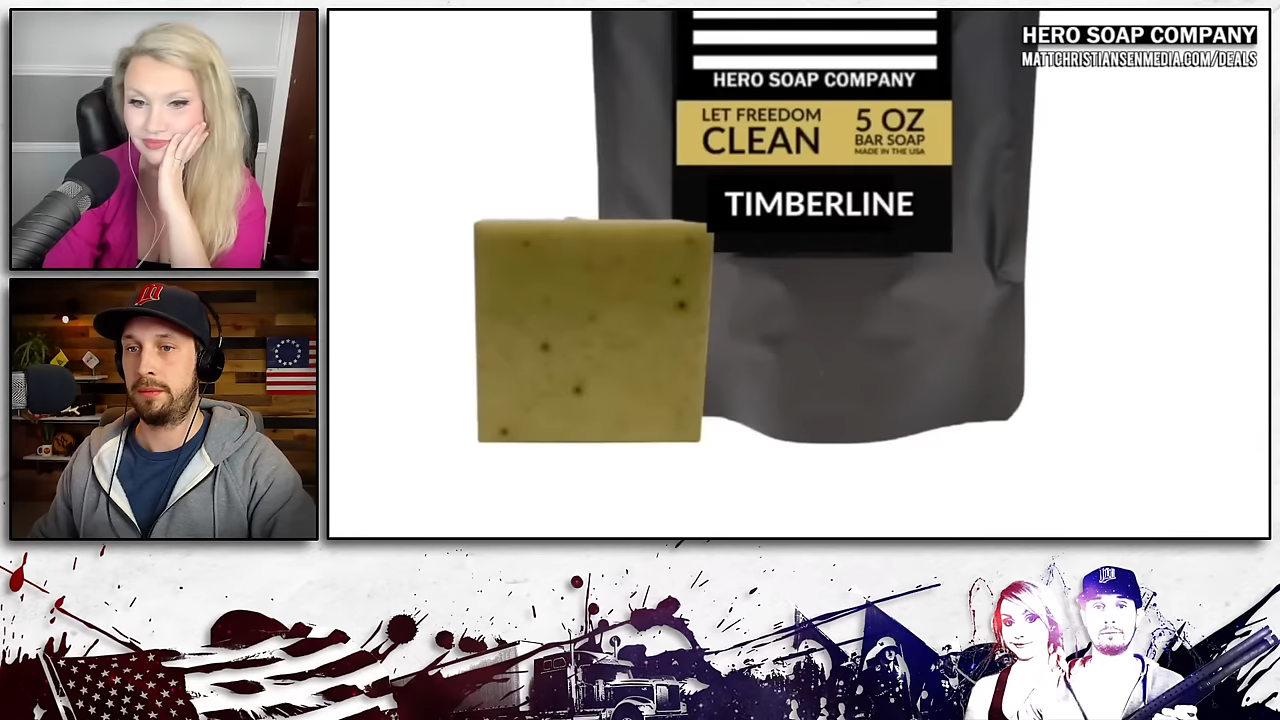 HERO SOAP COMPANY
MATTCHRISTIANSENMEDIA.COM/DEALS
HERO SOAP COMPANY
LET FREEDOM
CLEAN
5 OZ
BAR SOAP
MADE IN THE USA
TIMBERLINE